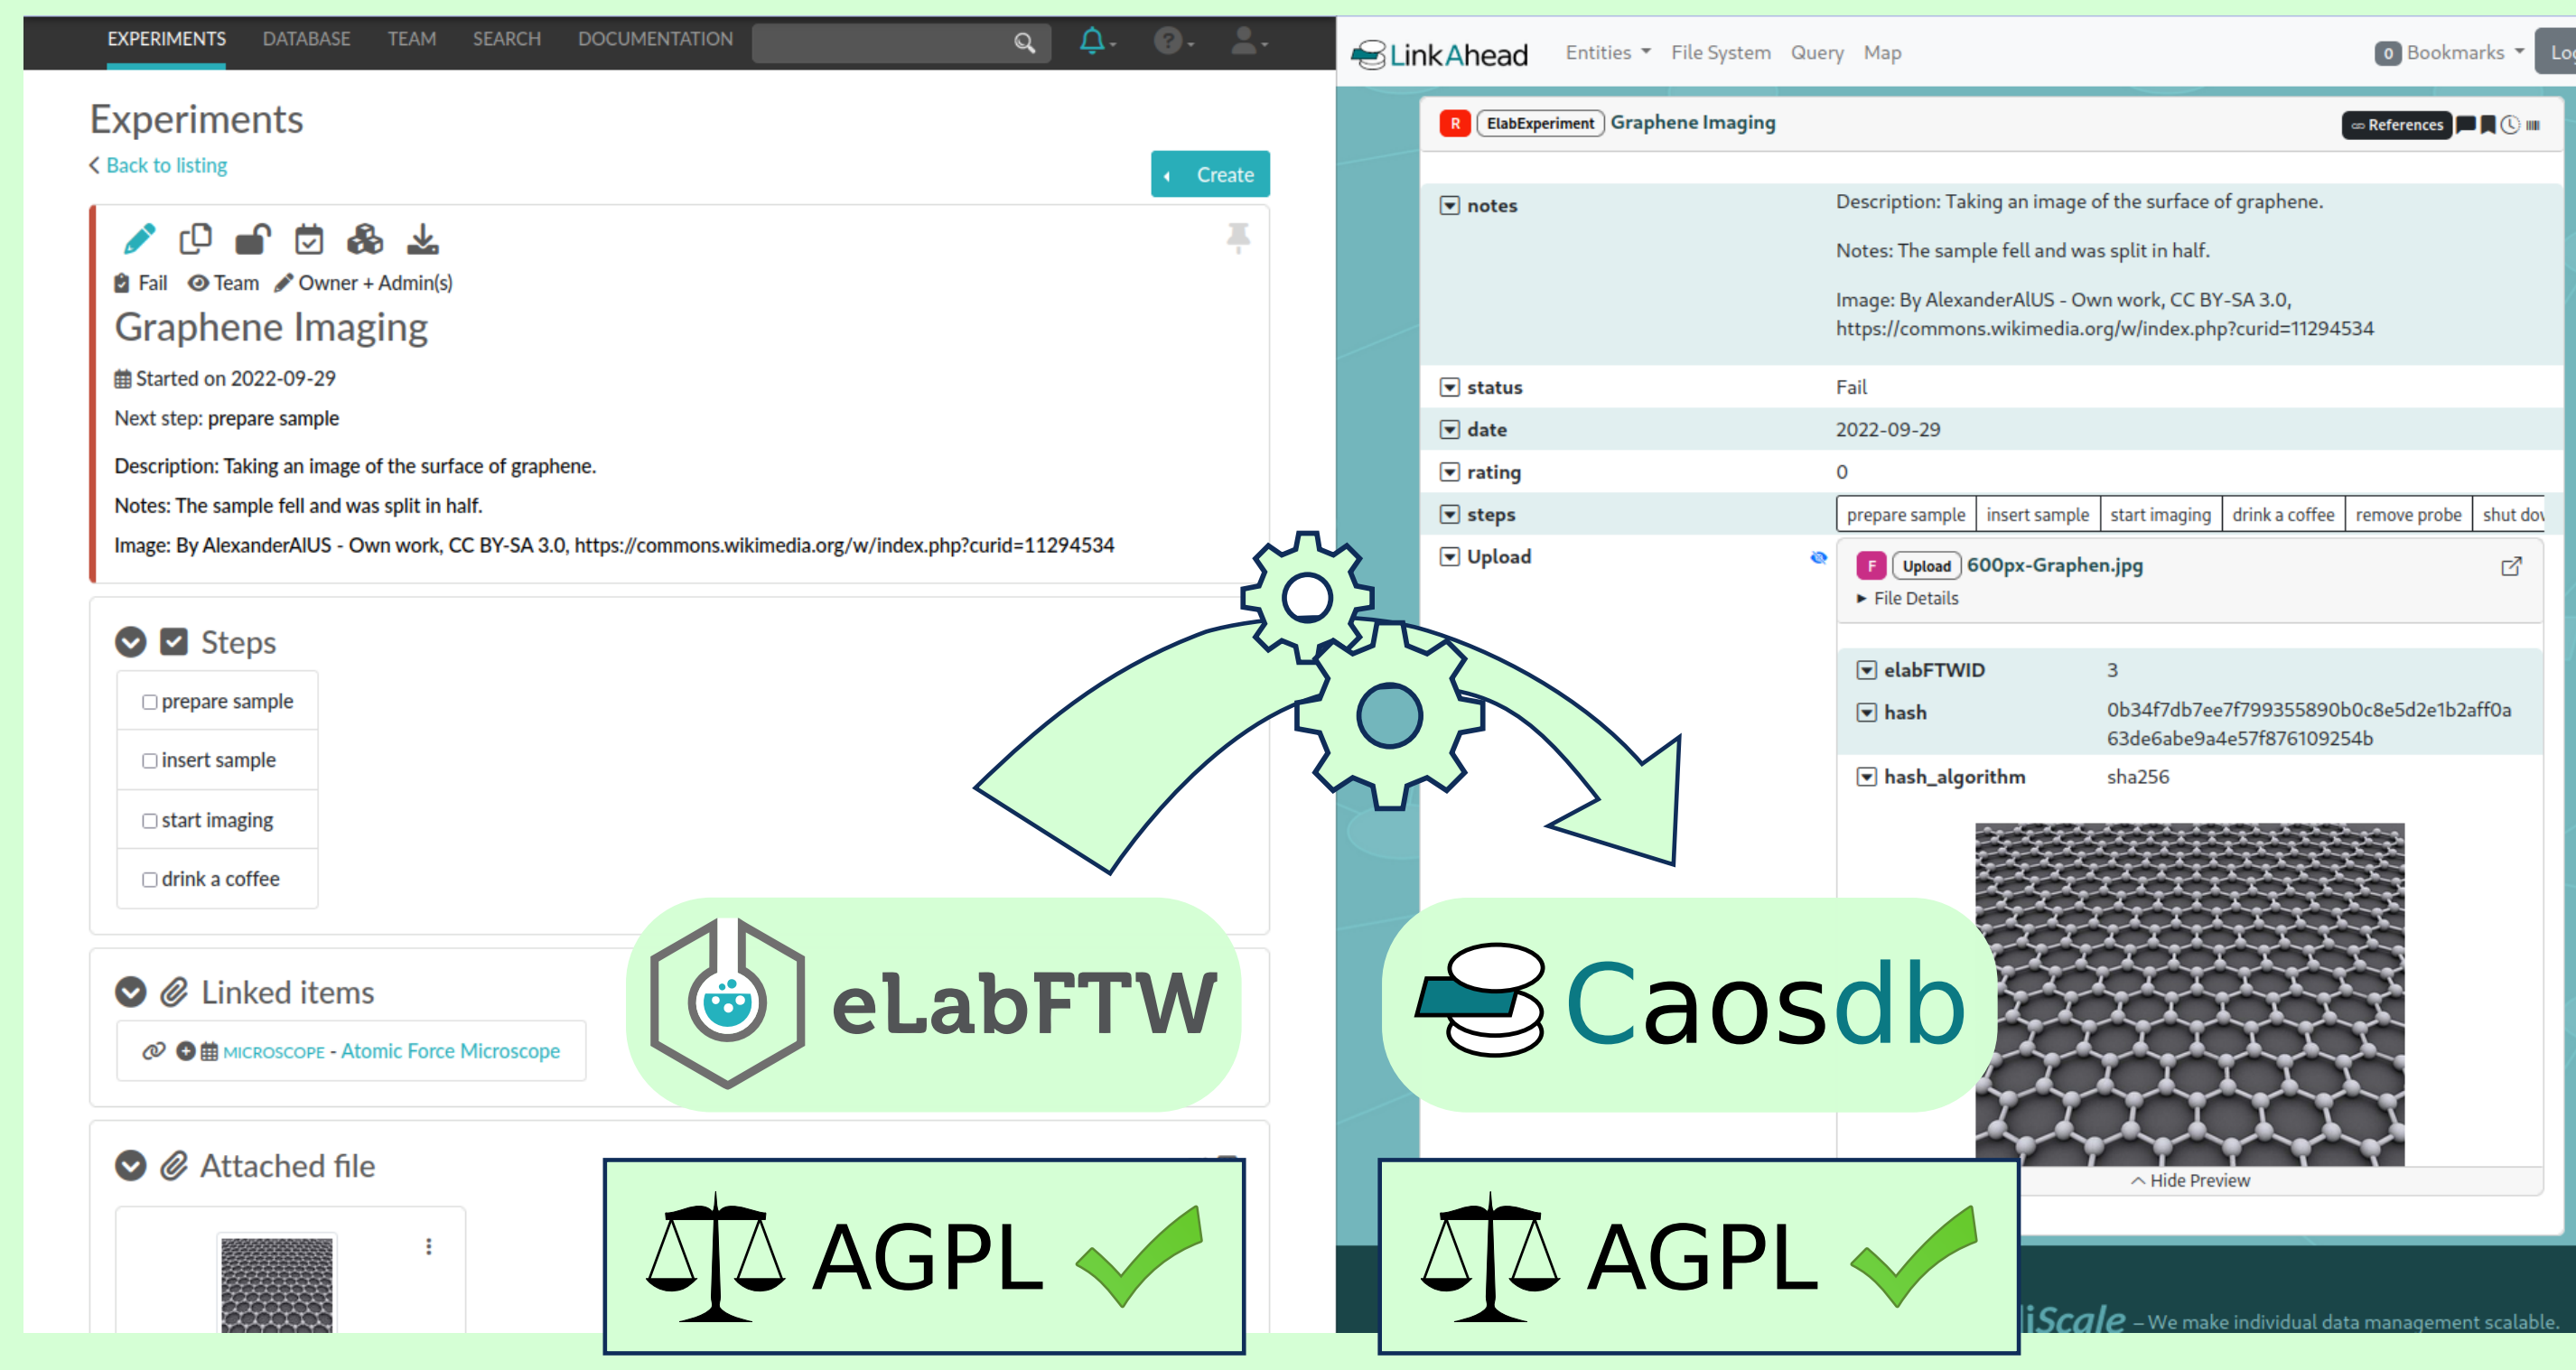 EXPERIMENTS DATABASE TEAM SEARCH DOCUMENTATION
Experiments
Back to listing
Create
Fail Team Owner + Admin(s)
Graphene Imaging
Started on 2022-09-29
Next step: prepare sample
Description: Taking an image of the surface of graphene.
Notes: The sample fell and was split in half.
Image: By AlexanderAlUS - Own work, CC BY-SA 3.0, https://commons.wikimedia.org/w/index.php?curid=11294534
Steps
prepare sample
insert sample
start imaging
drink a coffee
Linked items
MICROSCOPE - Atomic Force Microscope
Attached file
eLabFTW
AGPL
LinkAhead Entities File System Query Map 0 Bookmarks
R ElabExperiment Graphene Imaging References
notes
Description: Taking an image of the surface of graphene.
Notes: The sample fell and was split in half.
Image: By AlexanderAlUS - Own work, CC BY-SA 3.0,
https://commons.wikimedia.org/w/index.php?curid=11294534
status Fail
date 2022-09-29
rating 0
steps prepare sample insert sample start imaging drink a coffee remove probe shut
Upload
F Upload 600px-Graphen.jpg
File Details
elabFTWID 3
hash 0b34f7db7ee7f799355890b0c8e5d2e1b2aff0a
63de6abe9a4e57f876109254b
hash_algorithm sha256
Caosdb
Hide Preview
AGPL
iScale – We make individual data management scalable.